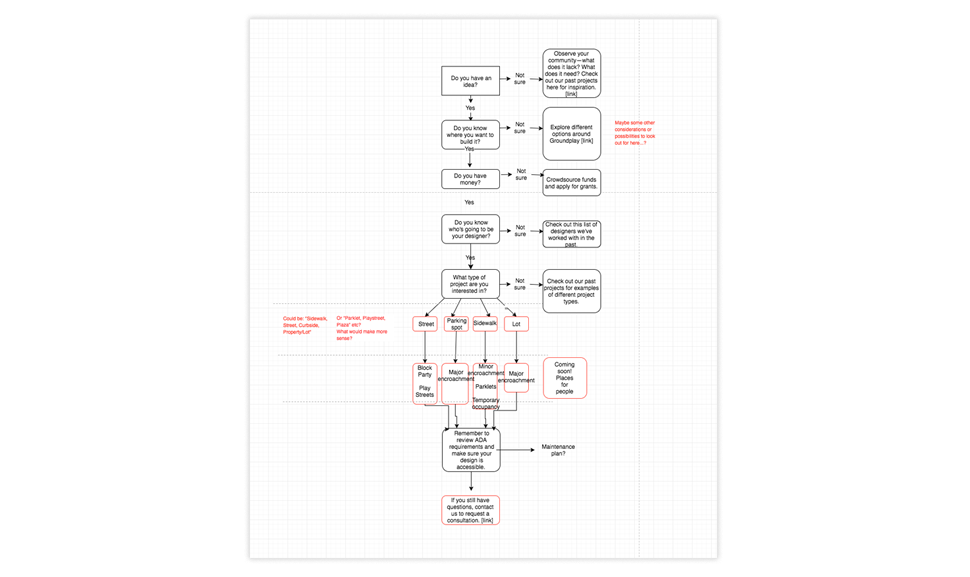 Do you have an
idea?
Not
sure
Observe your
community—what
does it lack? What
does it need? Check
out our past projects
here for inspiration.
[link]
Yes
Do you know
where you want to
build it?
Not
sure
Explore different
options around
Groundplay [link]
Maybe some other
considerations or
possibilities to look
out for here...?
Yes
Do you have
money?
Not
sure
Crowdsource funds
and apply for grants.
Yes
Do you know
who's going to be
your designer?
Not
sure
Check out this list of
designers we've
worked with in the
past.
Yes
What type of
project are you
interested in?
Not
sure
Check out our past
projects for examples
of different project
types.
Could be: "Sidewalk,
Street, Curbside,
Property/Lot"
Or "Parklet, Playstreet,
Plaza" etc?
What would make more
sense?
Street
Parking
spot
Sidewalk
Lot
Block
Party
Play
Streets
Major
encroachment
Minor
encroachment
Parklets
Temporary
occupancy
Major
encroachment
Coming
soon!
Places
for
people
Remember to
review ADA
requirements and
make sure your
design is
accessible.
Maintenance
plan?
If you still have
questions, contact
us to request a
consultation. [link]